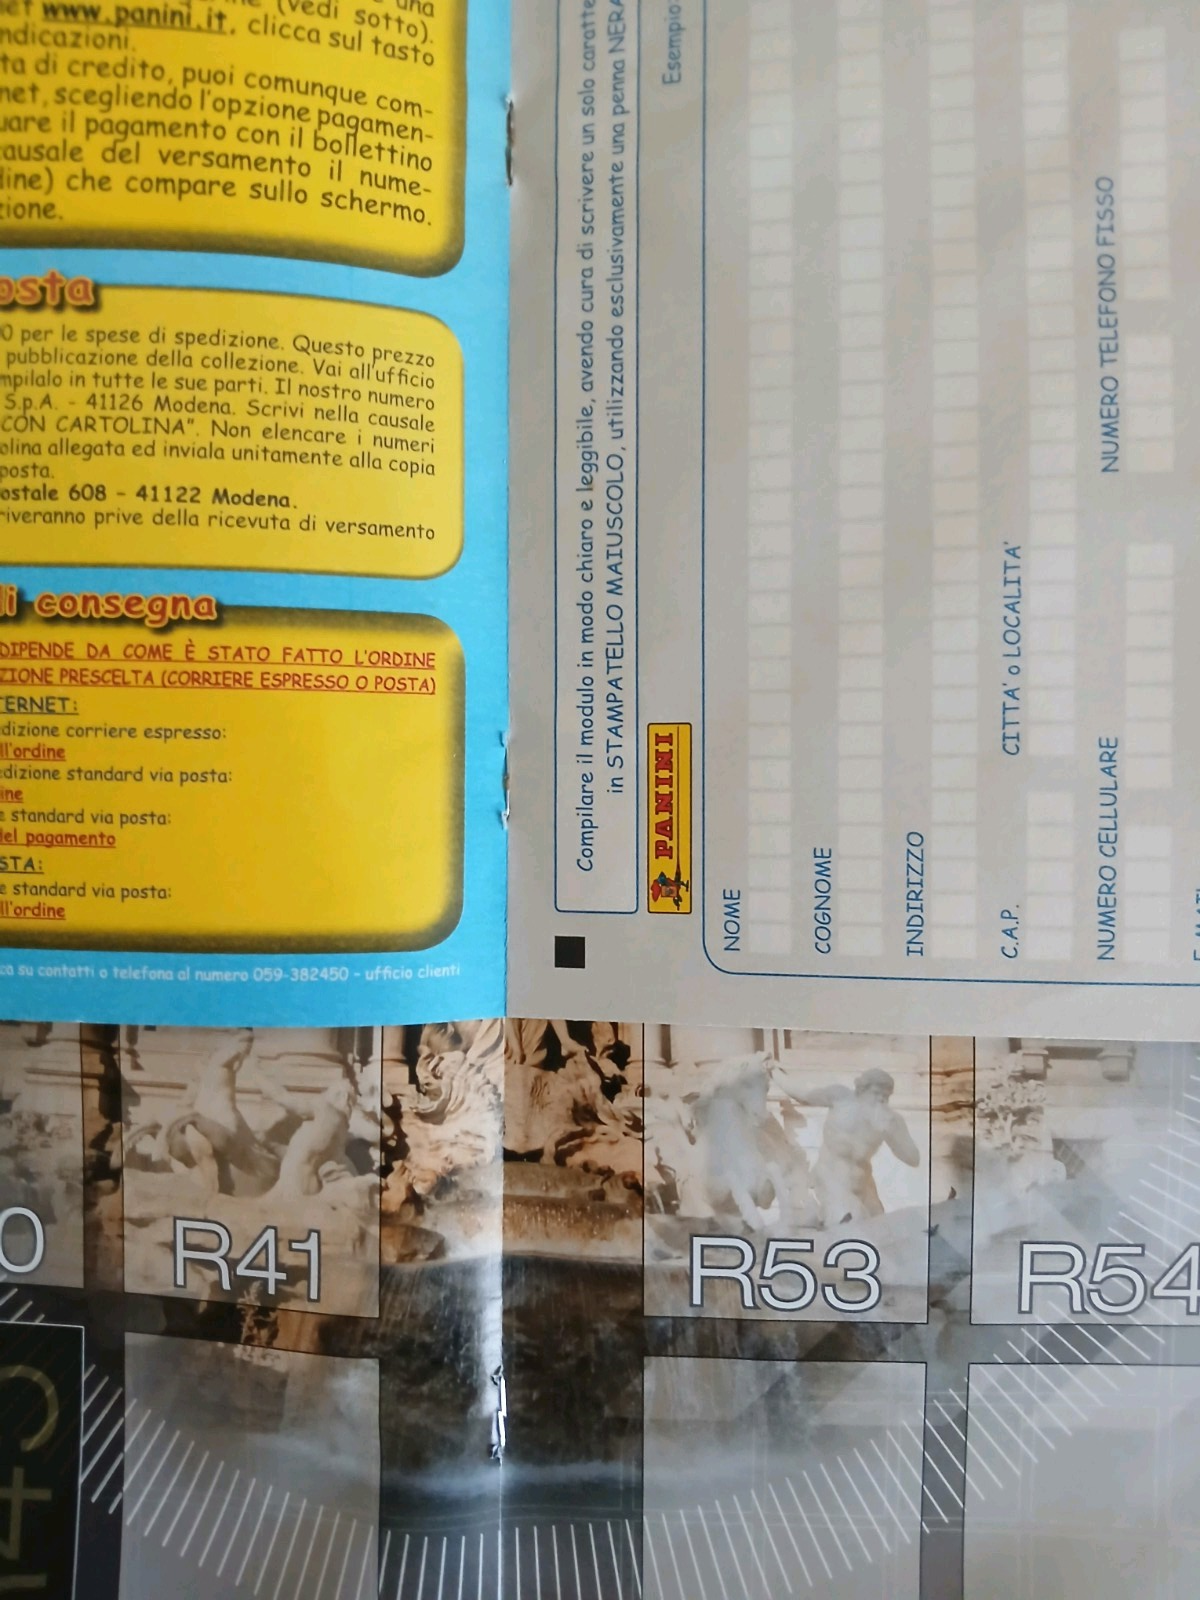 una
(vedi sotto).
www.panini.it, clicca sul tasto
ndicazioni.
ta di credito, puoi comunque com-
net, scegliendo l'opzione pagamen-
uare il pagamento con il bollettino
causale del versamento il nume-
dine) che compare sullo schermo.
zione.
osta
0 per le spese di spedizione. Questo prezzo
pubblicazione della collezione. Vai all'ufficio
mpilalo in tutte le sue parti. Il nostro numero
S.p.A. - 41126 Modena. Scrivi nella causale
CON CARTOLINA". Non elencare i numeri
olina allegata ed inviala unitamente alla copia
posta.
ostale 608 - 41122 Modena.
riveranno prive della ricevuta di versamento
di consegna
DIPENDE DA COME È STATO FATTO L'ORDINE
ZIONE PRESCELTA (CORRIERE ESPRESSO O POSTA)
TERNET:
dizione corriere espresso:
ll'ordine
dizione standard via posta:
ine
e standard via posta:
del pagamento
STA:
e standard via posta:
ll'ordine
ca su contatti o telefona al numero 059-382450 - ufficio clienti
Compilare il modulo in modo chiaro e leggibile, avendo cura di scrivere un solo caratte
in STAMPATELLO MAIUSCOLO, utilizzando esclusivamente una penna NERA
PANINI
Esempio:
NOME
COGNOME
INDIRIZZO
C.A.P.
CITTA' o LOCALITA'
NUMERO CELLULARE
NUMERO TELEFONO FISSO
0
R41
R53
R54